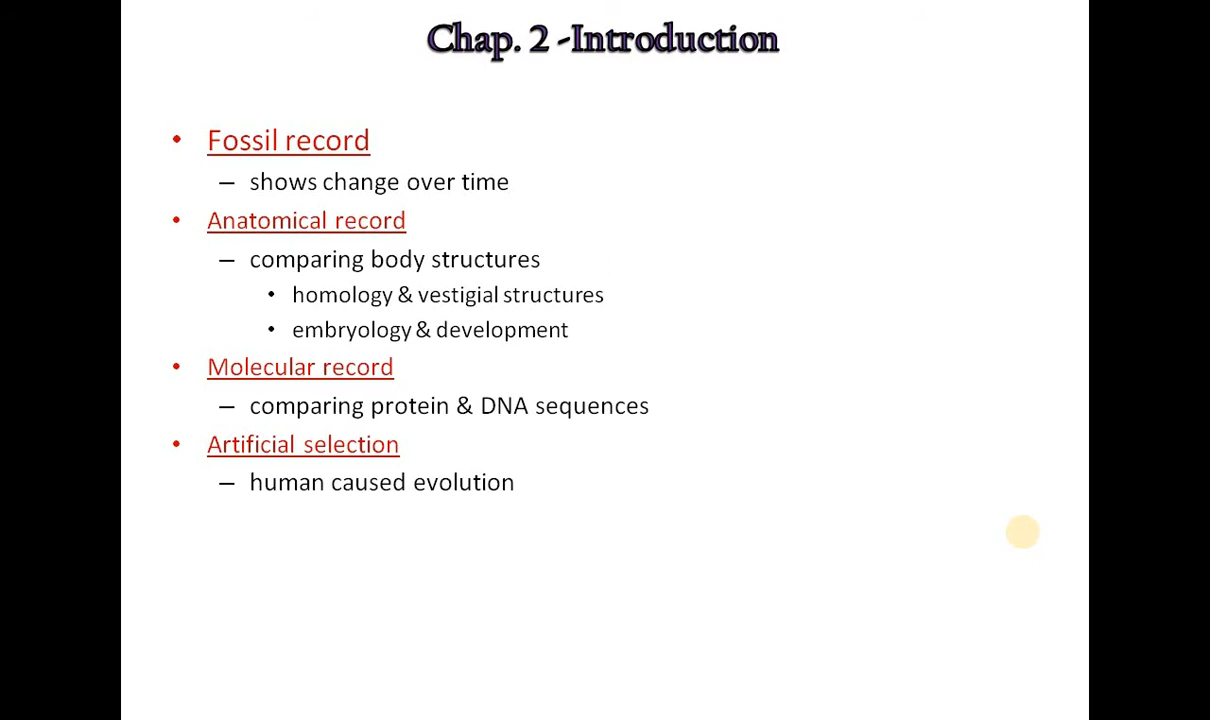 Chap. 2 -Introduction
• Fossil record
– shows change over time
• Anatomical record
– comparing body structures
• homology & vestigial structures
• embryology & development
• Molecular record
– comparing protein & DNA sequences
• Artificial selection
– human caused evolution